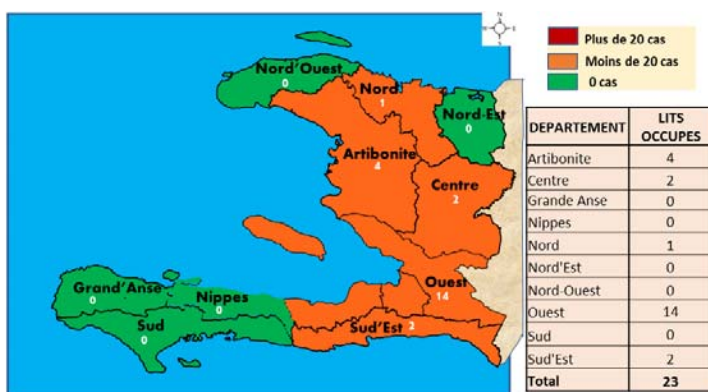 N
Plus de 20 cas
Moins de 20 cas
0 cas
Nord'Ouest
0
Nord
1
Nord-Est
0
Artibonite
4
Centre
2
Grand'Anse
0
Nippes
0
Ouest
14
Sud
0
Sud'Est 2
DEPARTEMENT LITS OCCUPES
Artibonite 4
Centre 2
Grande Anse 0
Nippes 0
Nord 1
Nord'Est 0
Nord-Ouest 0
Ouest 14
Sud 0
Sud'Est 2
Total 23